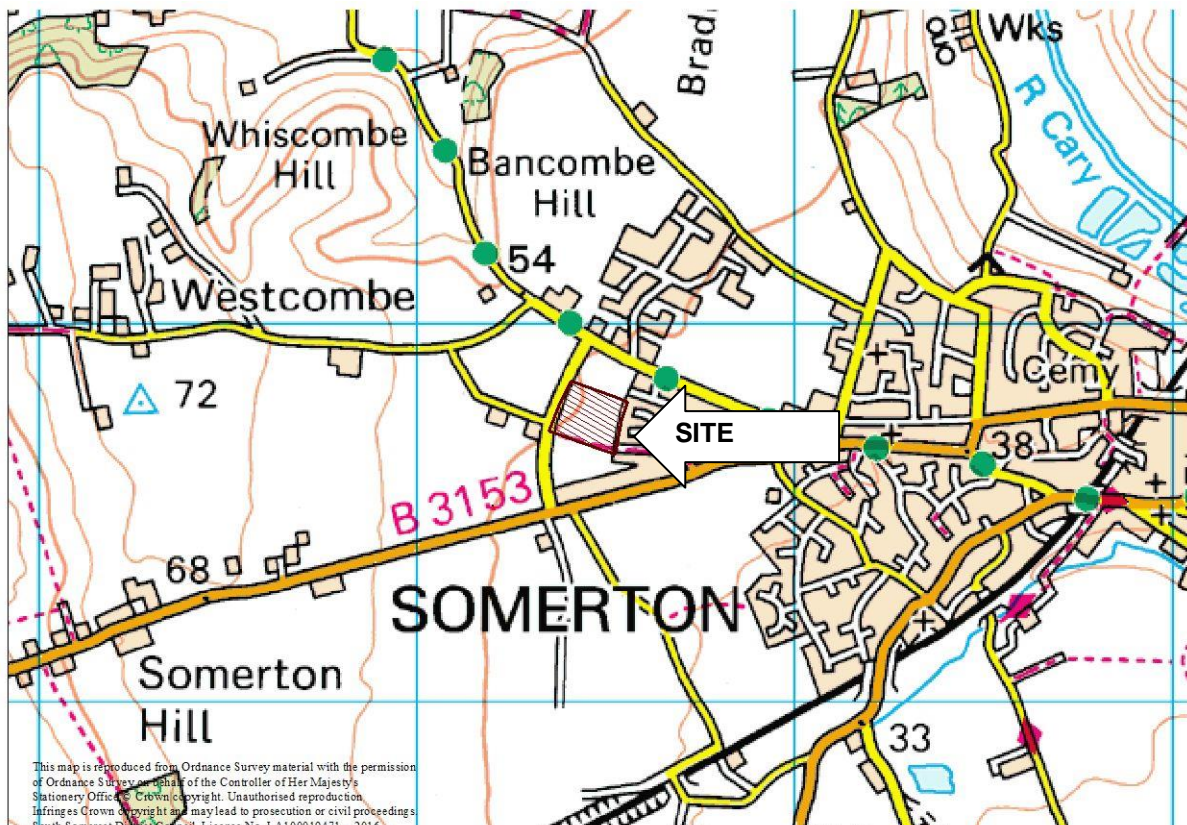 Wks
Brad
R Cary
Whiscombe
Hill
Bancombe
Hill
54
Westcombe
Cemy
72
SITE
38
B 3153
68
SOMERTON
Somerton
Hill
33
This map is reproduced from Ordnance Survey material with the permission
of Ordnance Survey on behalf of the Controller of Her Majesty's
Stationery Office © Crown copyright. Unauthorised reproduction
Infringes Crown copyright and may lead to prosecution or civil proceedings.